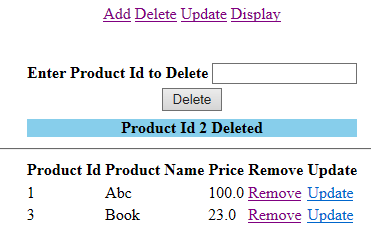 Add Delete Update Display
Enter Product Id to Delete
Delete
Product Id 2 Deleted
Product Id Product Name Price Remove Update
1 Abc 100.0 Remove Update
3 Book 23.0 Remove Update